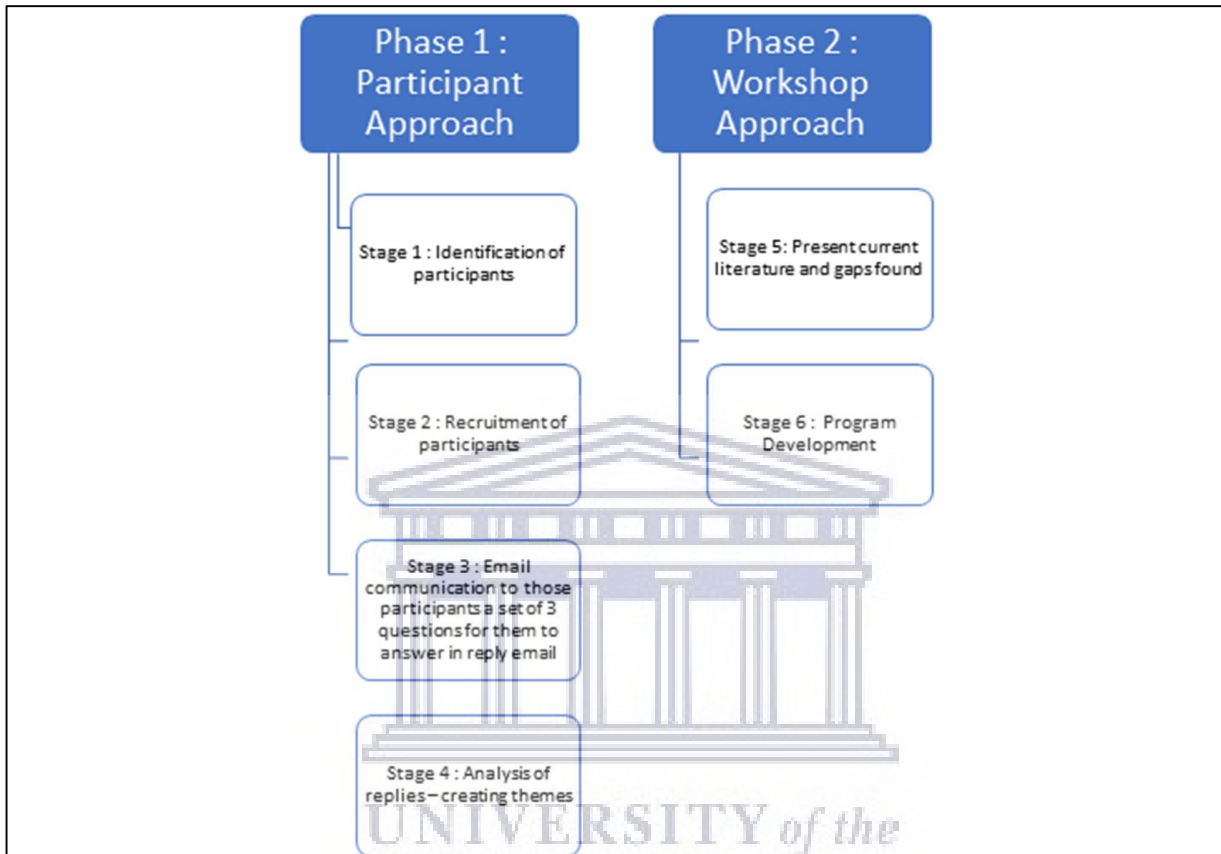 Phase 1 :
Participant
Approach
Stage 1 : Identification of
participants
Stage 2 : Recruitment of
participants
Stage 3 : Email
communication to those
participants a set of 3
questions for them to
answer in reply email
Stage 4 : Analysis of
replies – creating themes
Phase 2 :
Workshop
Approach
Stage 5: Present current
literature and gaps found
Stage 6 : Program
Development
UNIVERSITY of the